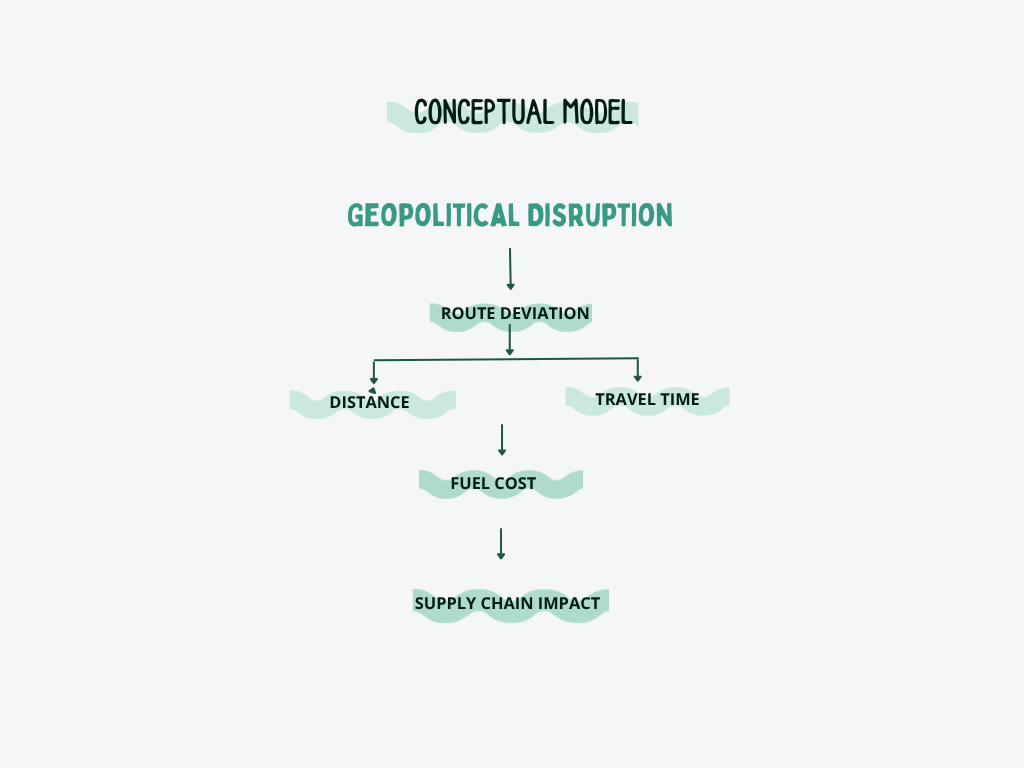 CONCEPTUAL MODEL
GEOPOLITICAL DISRUPTION
ROUTE DEVIATION
DISTANCE
TRAVEL TIME
FUEL COST
SUPPLY CHAIN IMPACT